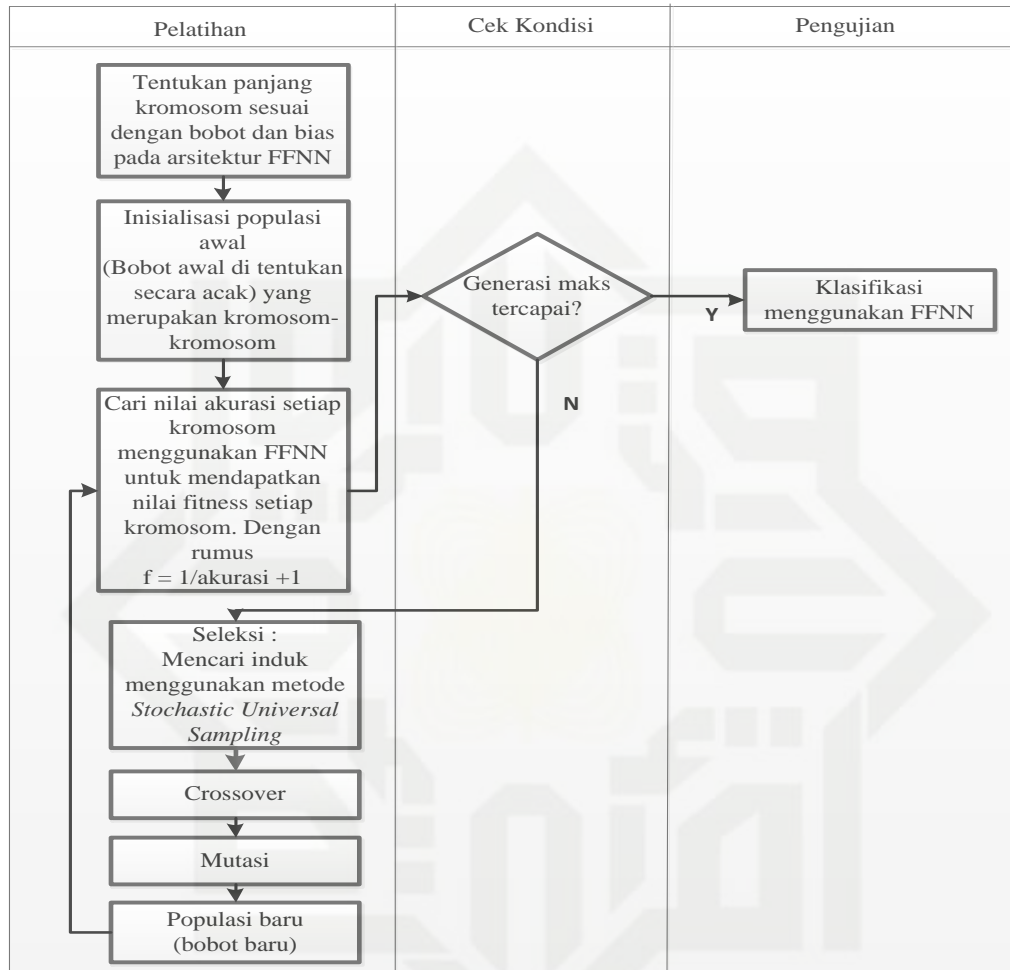 Pelatihan
Cek Kondisi
Pengujian
Tentukan panjang
kromosom sesuai
dengan bobot dan bias
pada arsitektur FFNN
Inisialisasi populasi
awal
(Bobot awal di tentukan
secara acak) yang
merupakan kromosom-
kromosom
Cari nilai akurasi setiap
kromosom
menggunakan FFNN
untuk mendapatkan
nilai fitness setiap
kromosom. Dengan
rumus
f = 1/akurasi +1
Generasi maks
tercapai?
Y
N
Klasifikasi
menggunakan FFNN
Seleksi :
Mencari induk
menggunakan metode
Stochastic Universal
Sampling
Crossover
Mutasi
Populasi baru
(bobot baru)